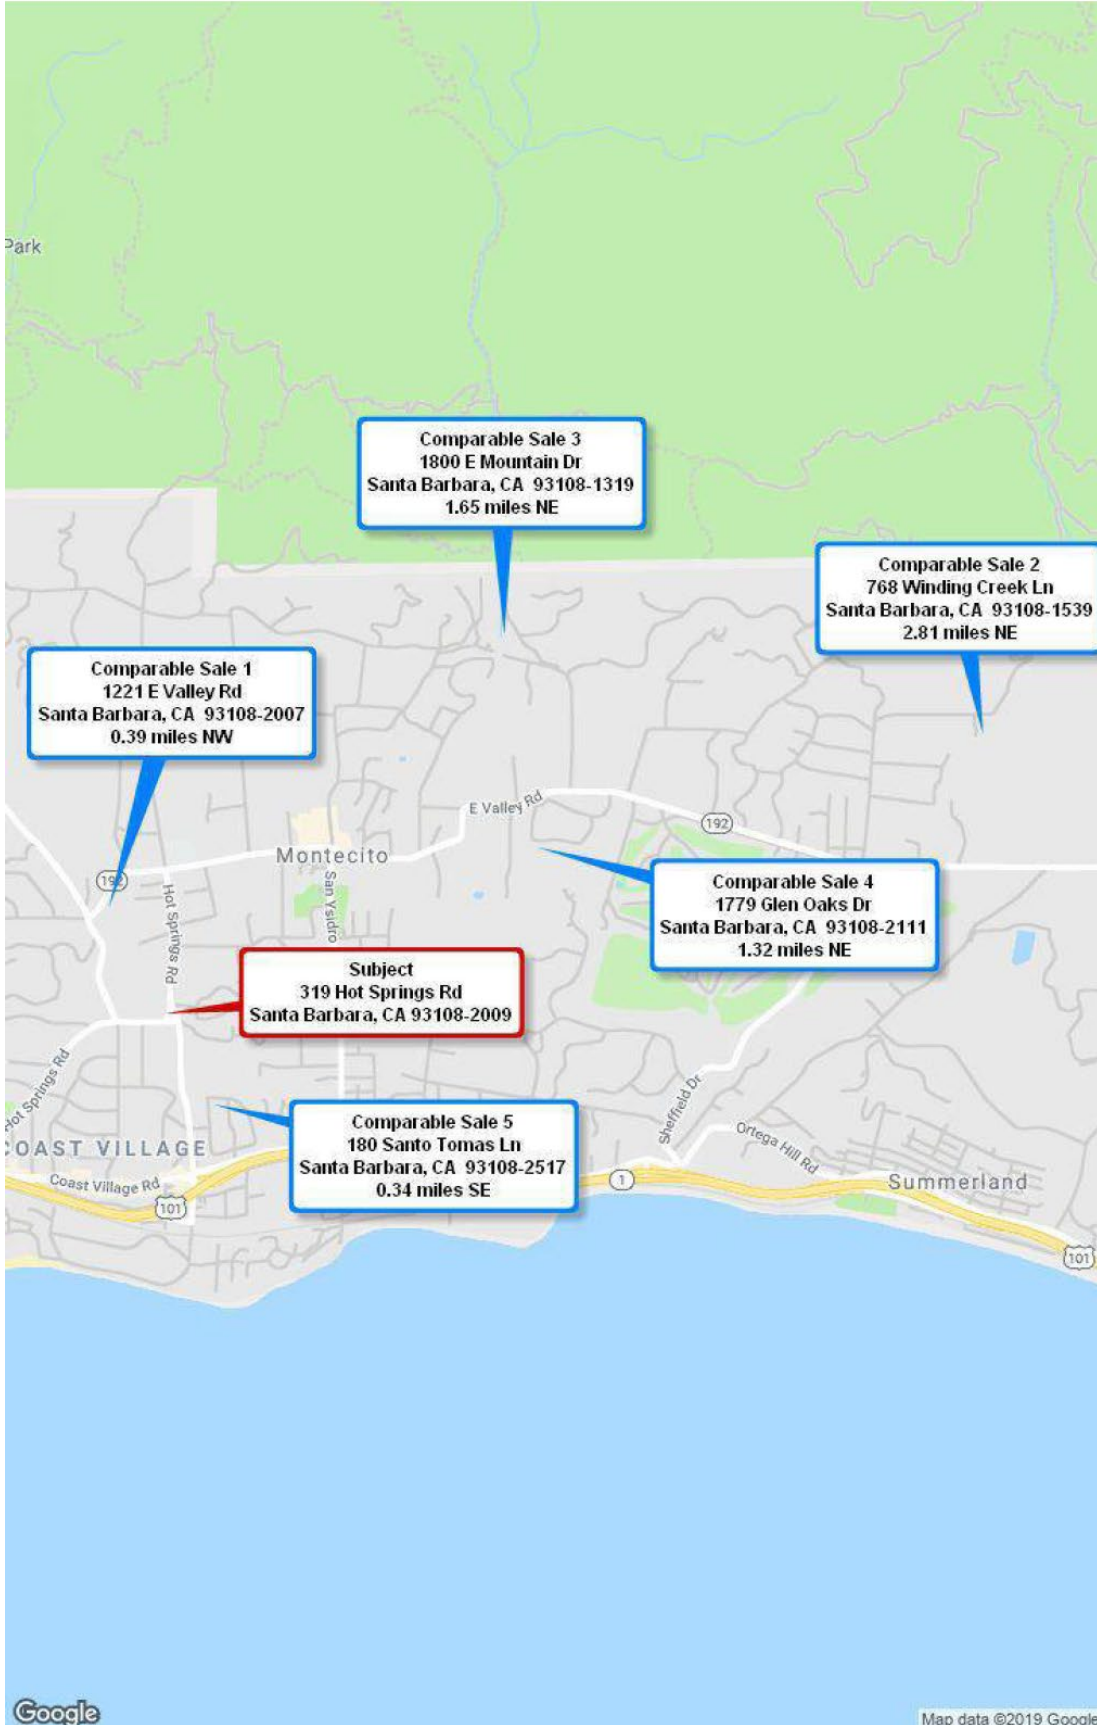 Park
Comparable Sale 3
1800 E Mountain Dr
Santa Barbara, CA 93108-1319
1.65 miles NE
Comparable Sale 2
768 Winding Creek Ln
Santa Barbara, CA 93108-1539
2.81 miles NE
Comparable Sale 1
1221 E Valley Rd
Santa Barbara, CA 93108-2007
0.39 miles NW
E Valley Rd
192
Montecito
192
Hot Springs Rd
San Ysidro
Comparable Sale 4
1779 Glen Oaks Dr
Santa Barbara, CA 93108-2111
1.32 miles NE
Subject
319 Hot Springs Rd
Santa Barbara, CA 93108-2009
Hot Springs Rd
Sheffield Dr
Comparable Sale 5
180 Santo Tomas Ln
Santa Barbara, CA 93108-2517
0.34 miles SE
Ortega Hill Rd
OAST VILLAGE
Coast Village Rd
101
1
Summerland
101
Google
Map data ©2019 Google